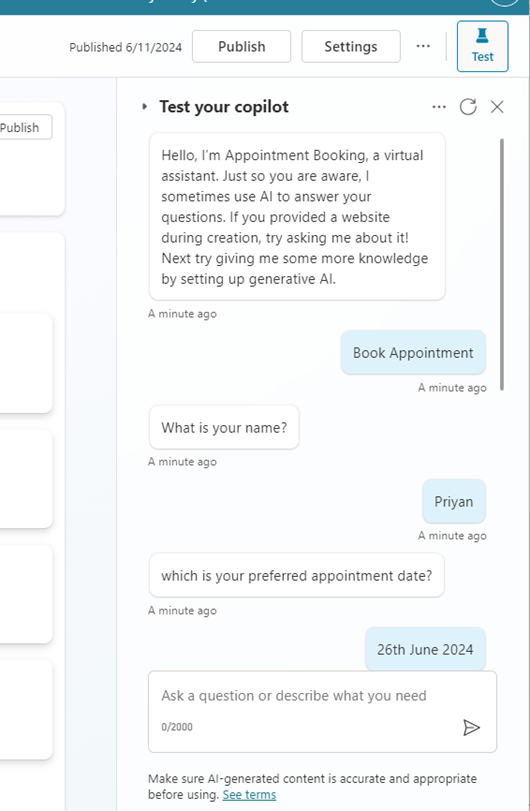 Published 6/11/2024
Publish
Settings
Test
Publish
Test your copilot
Hello, I'm Appointment Booking, a virtual
assistant. Just so you are aware, I
sometimes use AI to answer your
questions. If you provided a website
during creation, try asking me about it!
Next try giving me some more knowledge
by setting up generative AI.
A minute ago
Book Appointment
A minute ago
What is your name?
A minute ago
Priyan
A minute ago
which is your preferred appointment date?
A minute ago
26th June 2024
Ask a question or describe what you need
0/2000
Make sure AI-generated content is accurate and appropriate
before using. See terms